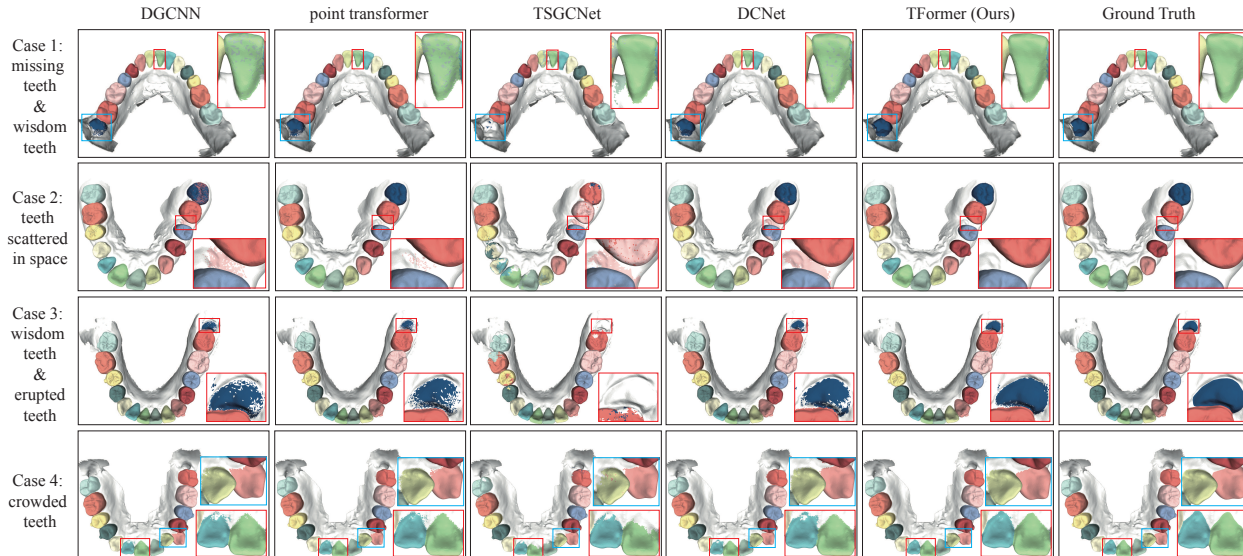 DGCNN
point transformer
TSGCNet
DCNet
TFormer (Ours)
Ground Truth
Case 1:
missing
teeth
&
wisdom
teeth
Case 2:
teeth
scattered
in space
Case 3:
wisdom
teeth
&
erupted
teeth
Case 4:
crowded
teeth